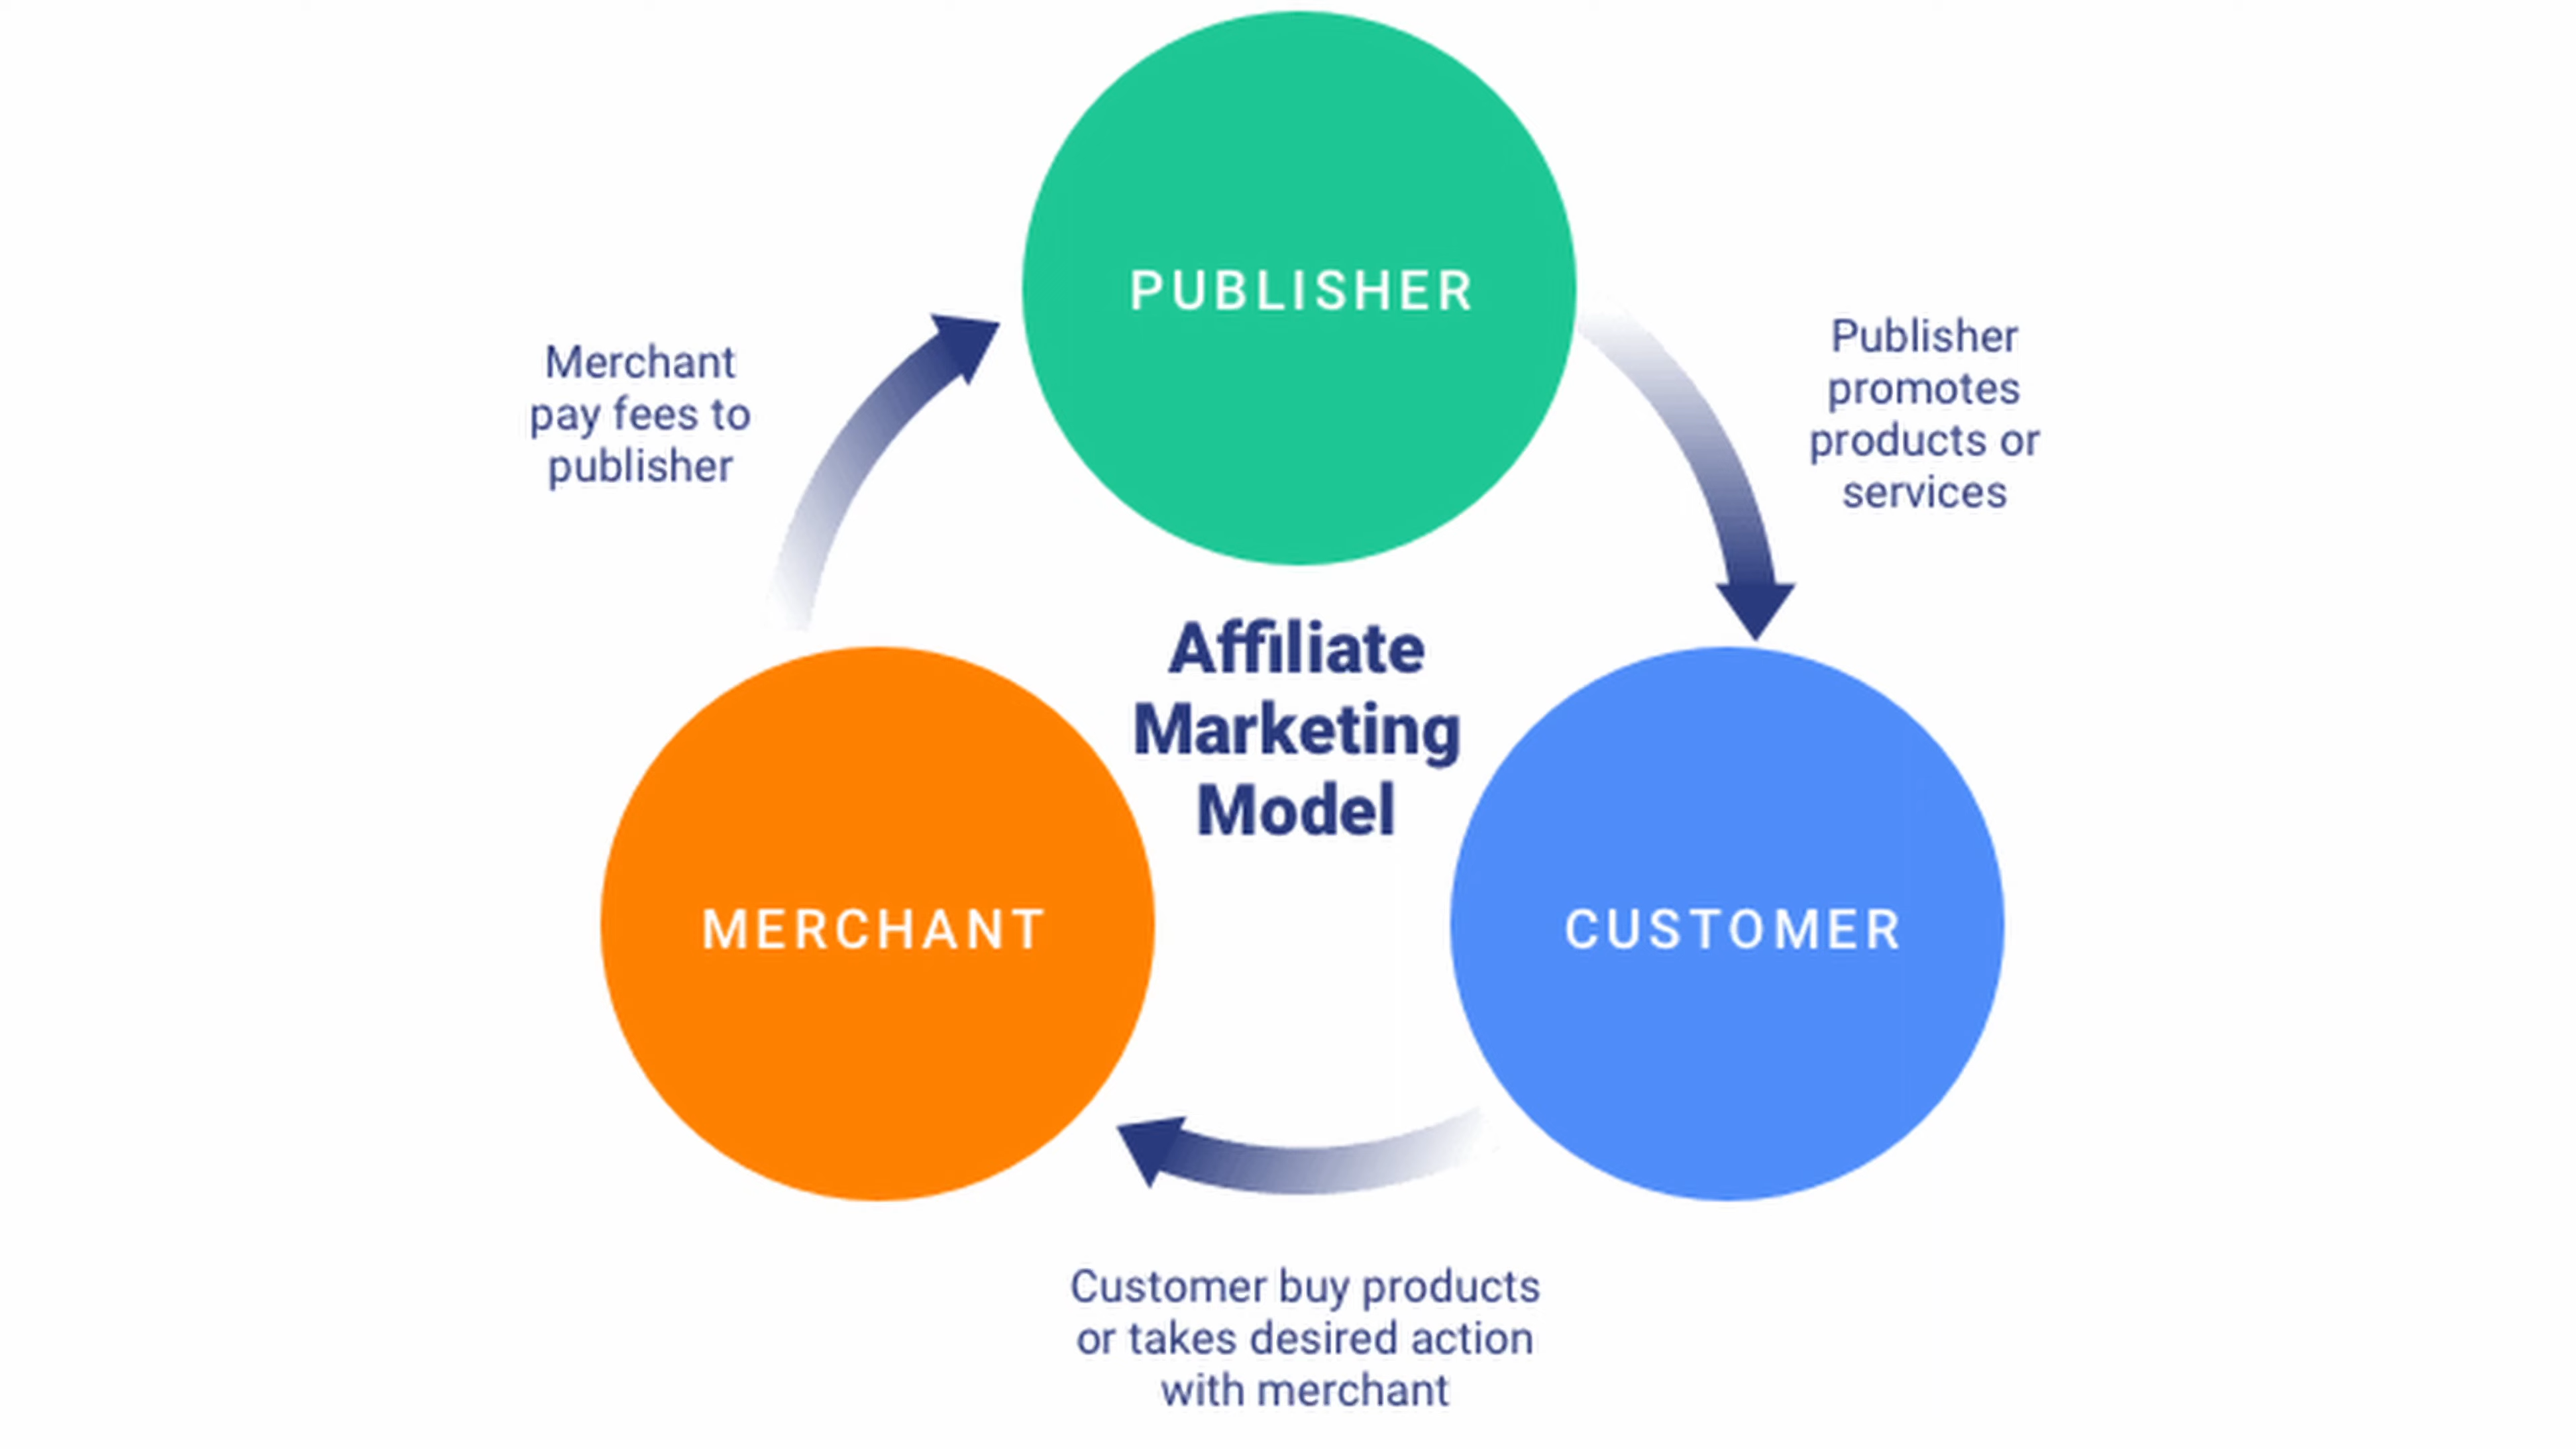 PUBLISHER
Merchant
pay fees to
publisher
Publisher
promotes
products or
services
Affiliate
Marketing
Model
MERCHANT
CUSTOMER
Customer buy products
or takes desired action
with merchant